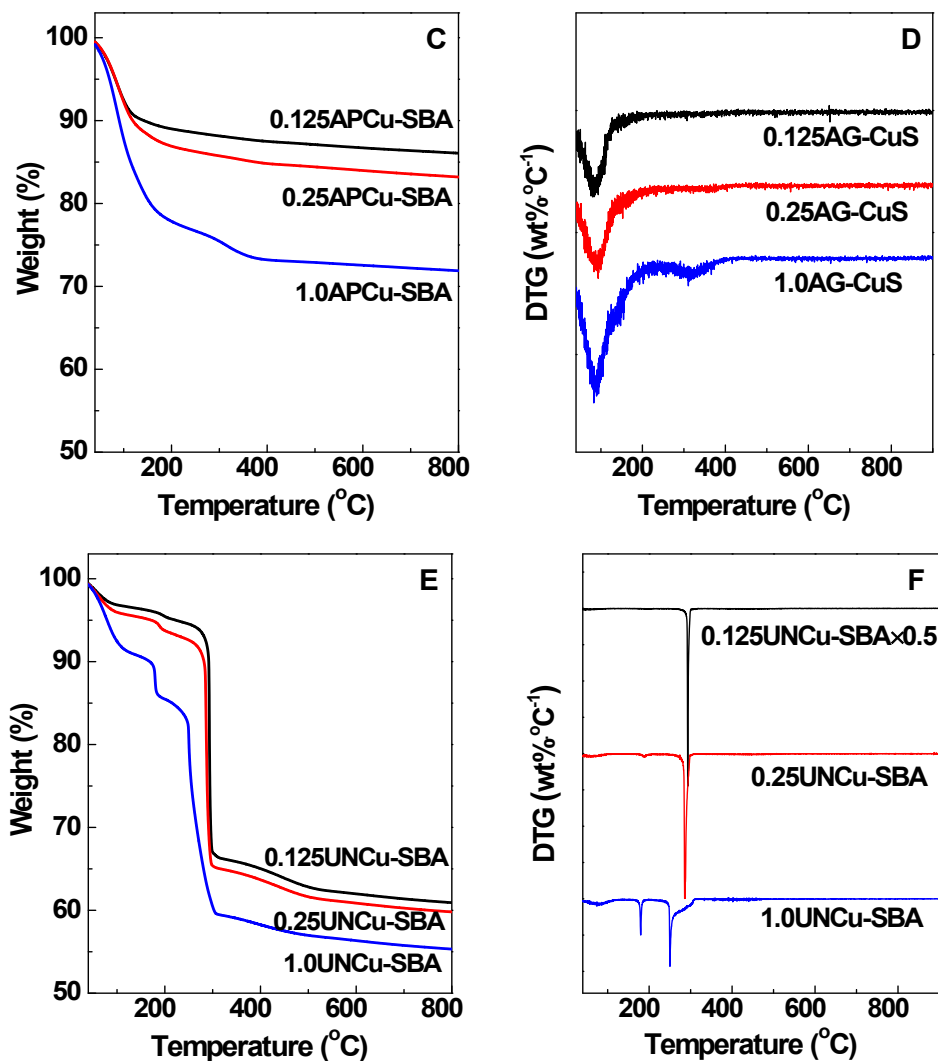 C
100
90
80
70
60
50
Weight (%)
0.125APCu-SBA
0.25APCu-SBA
1.0APCu-SBA
200 400 600 800
Temperature (°C)
D
DTG (wt%·°C⁻¹)
0.125AG-CuS
0.25AG-CuS
1.0AG-CuS
200 400 600 800
Temperature (°C)
E
100
90
80
70
60
50
Weight (%)
0.125UNCu-SBA
0.25UNCu-SBA
1.0UNCu-SBA
200 400 600 800
Temperature (°C)
F
DTG (wt%·°C⁻¹)
0.125UNCu-SBA×0.5
0.25UNCu-SBA
1.0UNCu-SBA
200 400 600 800
Temperature (°C)